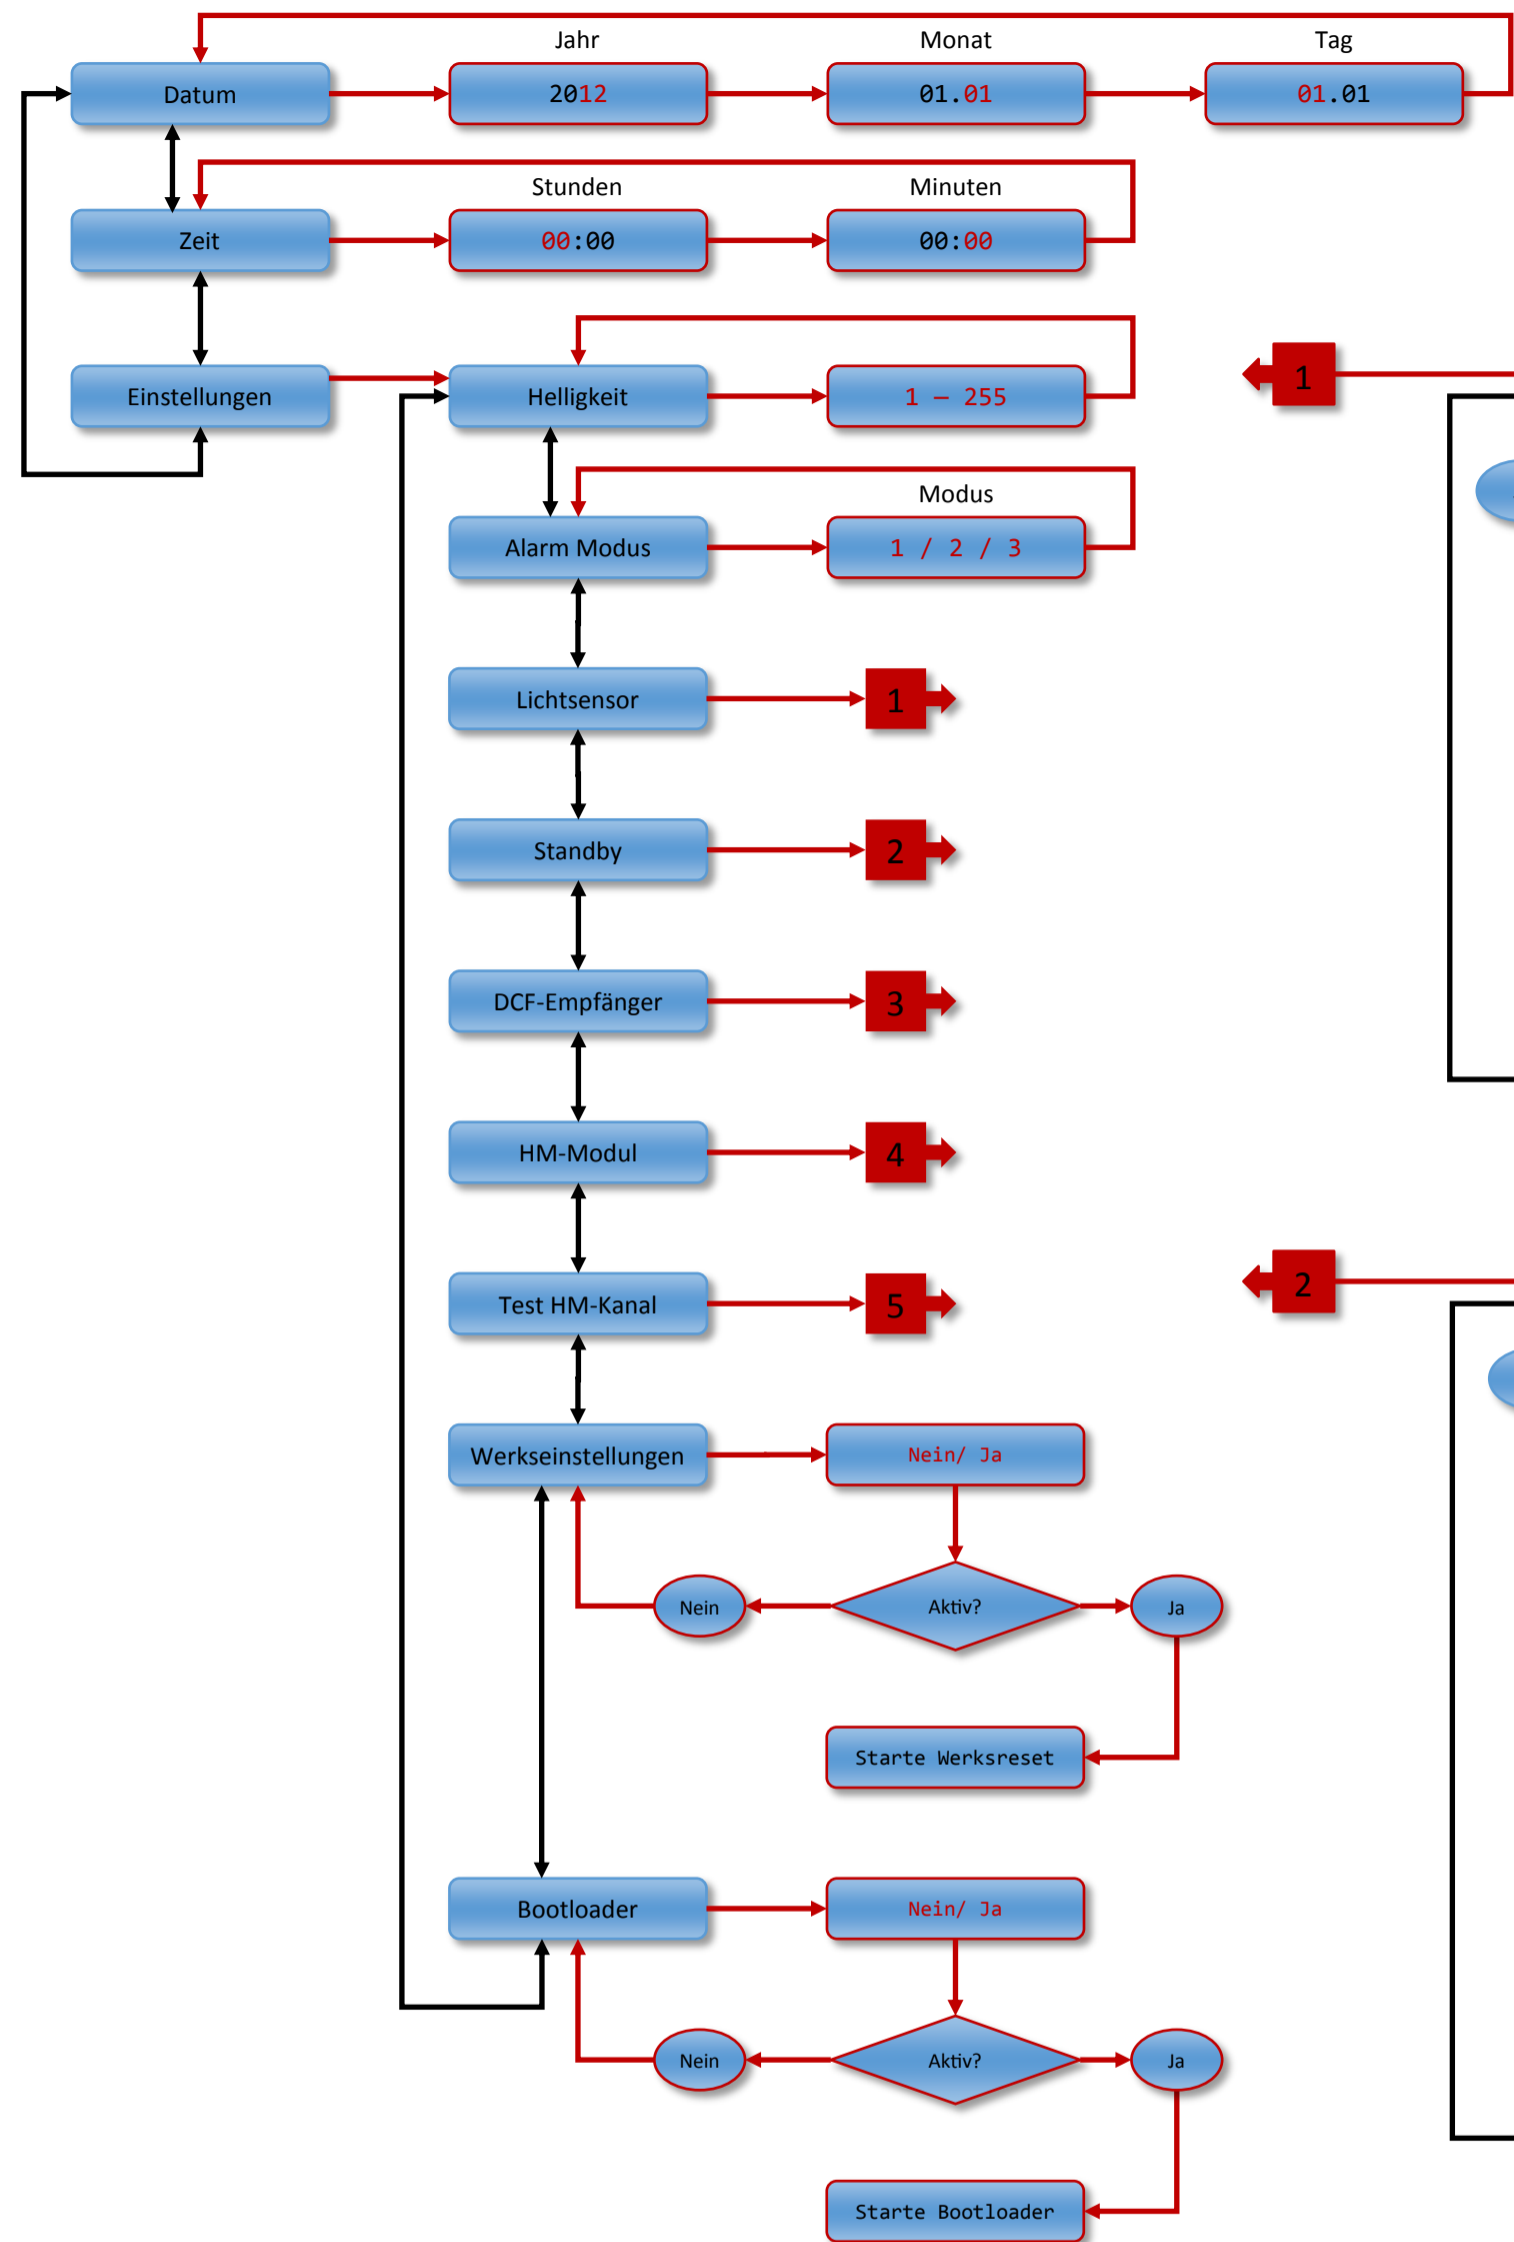 Jahr
Monat
Tag
Datum
2012
01.01
01.01
Stunden
Minuten
Zeit
00:00
00:00
Einstellungen
Helligkeit
1 – 255
1
Modus
Alarm Modus
1 / 2 / 3
Lichtsensor
1
Standby
2
DCF-Empfänger
3
HM-Modul
4
Test HM-Kanal
5
2
Werkseinstellungen
Nein/ Ja
Nein
Aktiv?
Ja
Starte Werksreset
Bootloader
Nein/ Ja
Nein
Aktiv?
Ja
Starte Bootloader